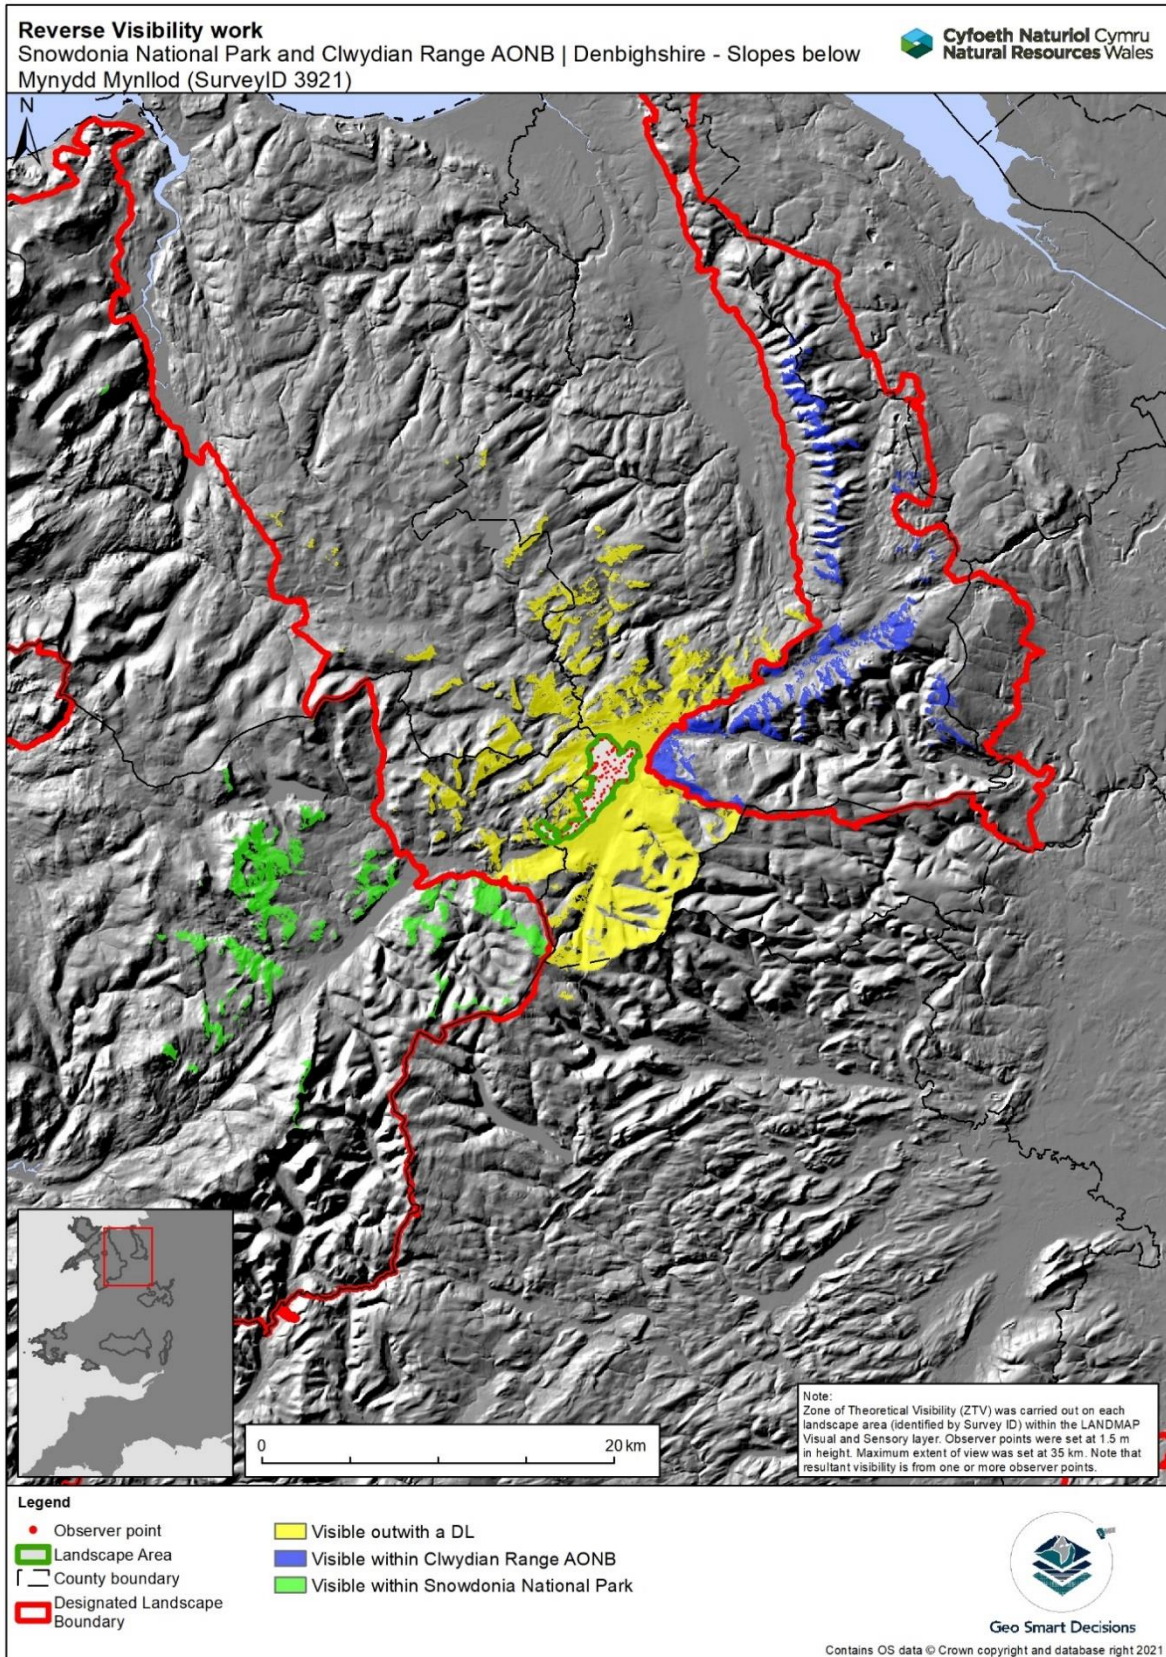 Reverse Visibility work
Snowdonia National Park and Clwydian Range AONB | Denbighshire - Slopes below
Mynydd Mynllod (SurveyID 3921)
Cyfoeth Naturiol Cymru
Natural Resources Wales
N
0
20 km
Note:
Zone of Theoretical Visibility (ZTV) was carried out on each
landscape area (identified by Survey ID) within the LANDMAP
Visual and Sensory layer. Observer points were set at 1.5 m
in height. Maximum extent of view was set at 35 km. Note that
resultant visibility is from one or more observer points.
Legend
Observer point
Landscape Area
County boundary
Designated Landscape
Boundary
Visible outwith a DL
Visible within Clwydian Range AONB
Visible within Snowdonia National Park
Geo Smart Decisions
Contains OS data © Crown copyright and database right 2021